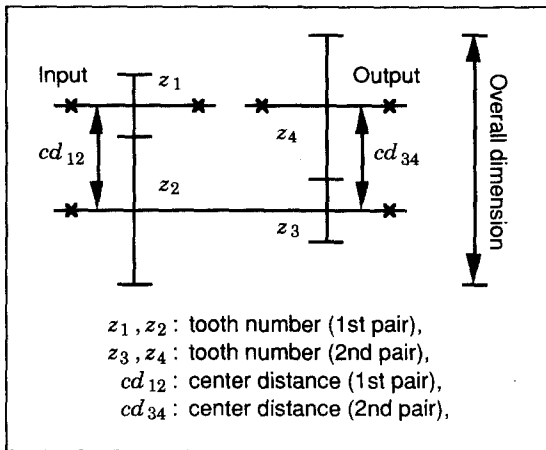 Input
z1
Output
z4
cd12
cd34
z2
z3
Overall dimension
z1, z2 : tooth number (1st pair),
z3, z4 : tooth number (2nd pair),
cd12 : center distance (1st pair),
cd34 : center distance (2nd pair),